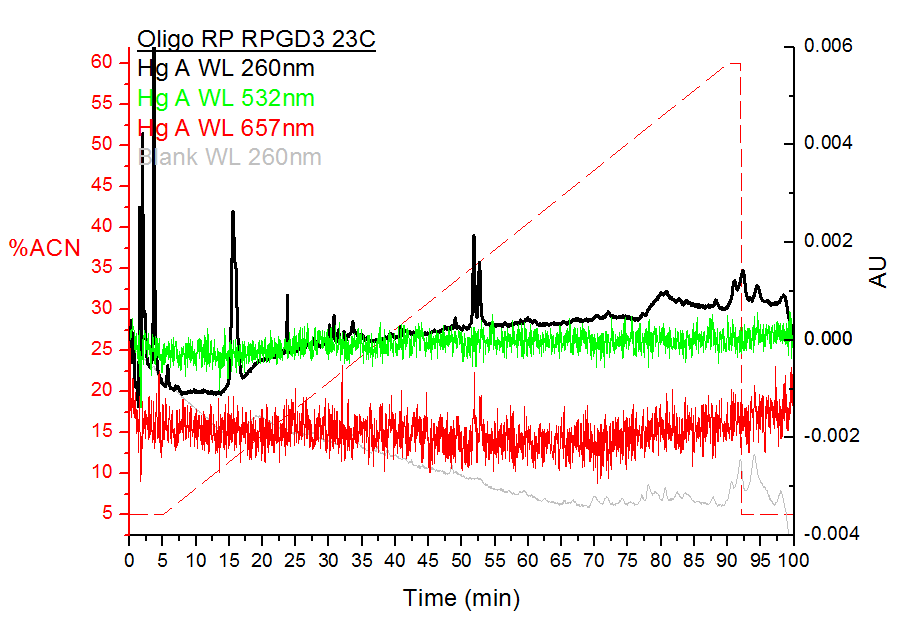 Oligo RP RPGD3 23C
Hg A WL 260nm
Hg A WL 532nm
Hg A WL 657nm
Blank WL 260nm
%ACN
60
55
50
45
40
35
30
25
20
15
10
5
0.006
0.004
0.002
0.000
-0.002
-0.004
AU
0 5 10 15 20 25 30 35 40 45 50 55 60 65 70 75 80 85 90 95 100
Time (min)